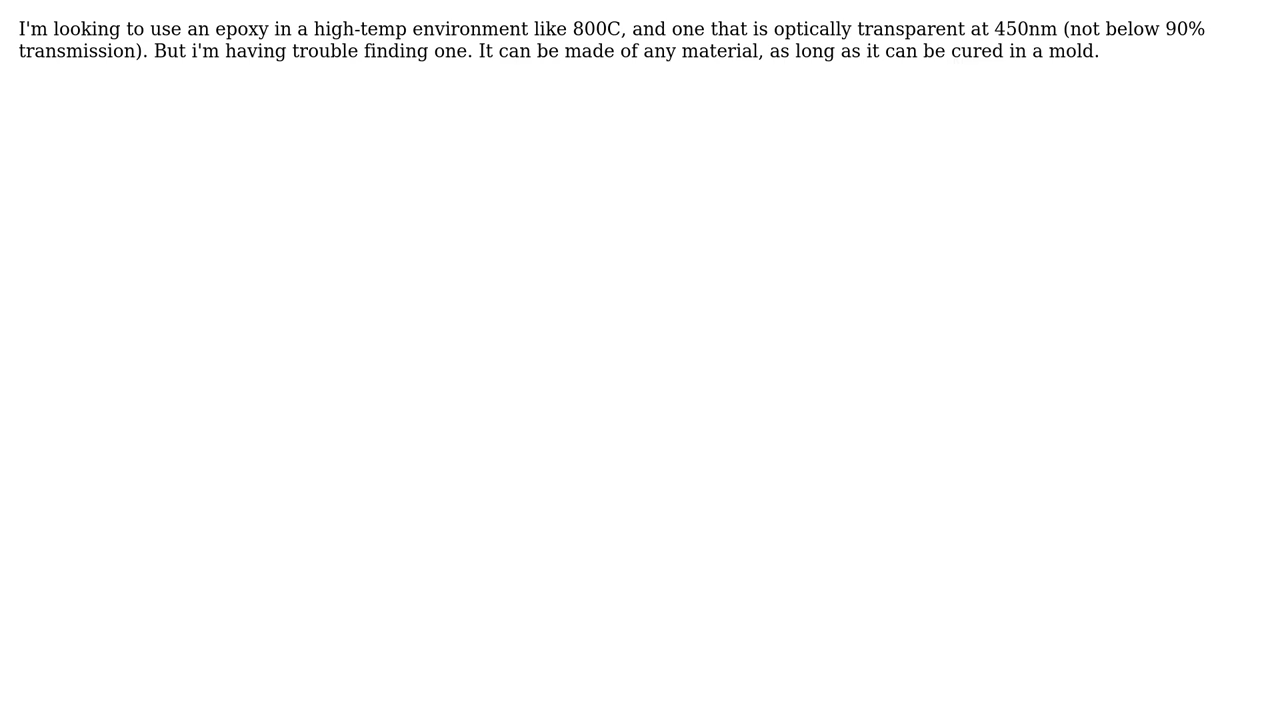 I'm looking to use an epoxy in a high-temp environment like 800C, and one that is optically transparent at 450nm (not below 90%
transmission). But i'm having trouble finding one. It can be made of any material, as long as it can be cured in a mold.